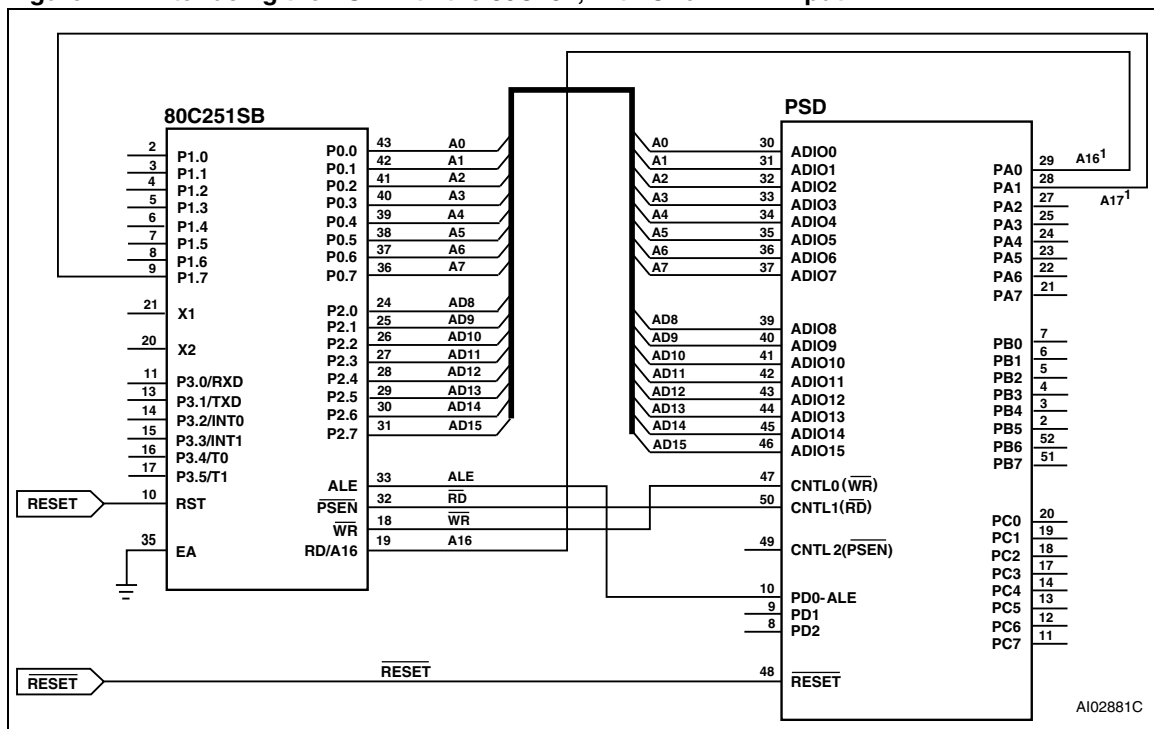 80C251SB
PSD
2 P1.0
3 P1.1
4 P1.2
5 P1.3
6 P1.4
7 P1.5
8 P1.6
9 P1.7
21 X1
20 X2
11 P3.0/RXD
13 P3.1/TXD
14 P3.2/INT0
15 P3.3/INT1
16 P3.4/T0
17 P3.5/T1
RESET 10 RST
35 EA
P0.0 43 A0
P0.1 42 A1
P0.2 41 A2
P0.3 40 A3
P0.4 39 A4
P0.5 38 A5
P0.6 37 A6
P0.7 36 A7
P2.0 24 AD8
P2.1 25 AD9
P2.2 26 AD10
P2.3 27 AD11
P2.4 28 AD12
P2.5 29 AD13
P2.6 30 AD14
P2.7 31 AD15
ALE 33 ALE
PSEN 32 RD
WR 18 WR
RD/A16 19 A16
A0 30 ADIO0
A1 31 ADIO1
A2 32 ADIO2
A3 33 ADIO3
A4 34 ADIO4
A5 35 ADIO5
A6 36 ADIO6
A7 37 ADIO7
AD8 39 ADIO8
AD9 40 ADIO9
AD10 41 ADIO10
AD11 42 ADIO11
AD12 43 ADIO12
AD13 44 ADIO13
AD14 45 ADIO14
AD15 46 ADIO15
47 CNTL0(WR)
50 CNTL1(RD)
49 CNTL 2(PSEN)
10 PD0-ALE
9 PD1
8 PD2
RESET RESET 48 RESET
PA0 29 A16¹
PA1 28 A17¹
PA2 27
PA3 25
PA4 24
PA5 23
PA6 22
PA7 21
PB0 7
PB1 6
PB2 5
PB3 4
PB4 3
PB5 2
PB6 52
PB7 51
PC0 20
PC1 19
PC2 18
PC3 17
PC4 14
PC5 13
PC6 12
PC7 11
AI02881C